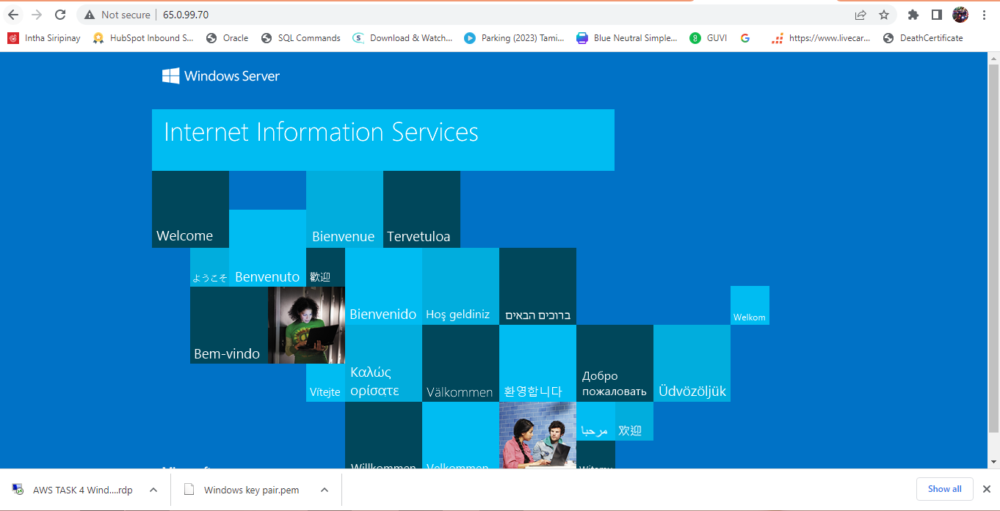 Not secure
65.0.99.70
Intha Siripinay
HubSpot Inbound S...
Oracle
SQL Commands
Download & Watch...
Parking (2023) Tami...
Blue Neutral Simple...
GUVI
https://www.livecar...
DeathCertificate
Windows Server
Internet Information Services
Welcome
Bienvenue
Tervetuloa
ようこそ
Benvenuto
歡迎
Bienvenido
Hoş geldiniz
ברוכים הבאים
Welkom
Bem-vindo
Vítejte
Καλώς
ορίσατε
Välkommen
환영합니다
Добро
пожаловать
Üdvözöljük
Willkommen
Velkommen
مرحبا
欢迎
Microsoft
AWS TASK 4 Wind....rdp
Windows key pair.pem
Show all